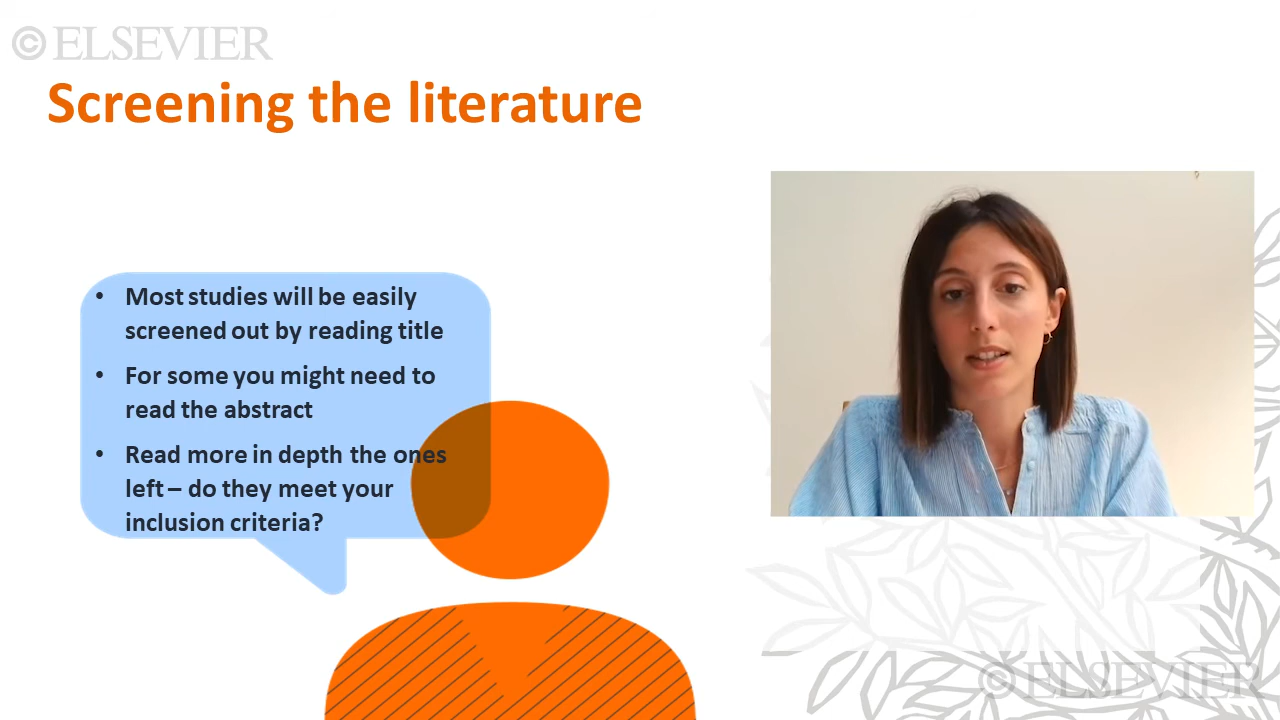 © ELSEVIER
Screening the literature
• Most studies will be easily
screened out by reading title
• For some you might need to
read the abstract
• Read more in depth the ones
left – do they meet your
inclusion criteria?
© ELSEVIER